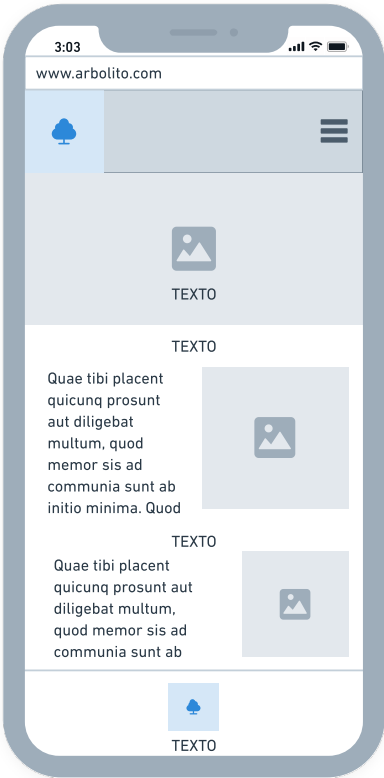 3:03
www.arbolito.com
TEXTO
TEXTO
Quae tibi placent
quicunq prosunt
aut diligebat
multum, quod
memor sis ad
communia sunt ab
initio minima. Quod
TEXTO
Quae tibi placent
quicunq prosunt aut
diligebat multum,
quod memor sis ad
communia sunt ab
TEXTO